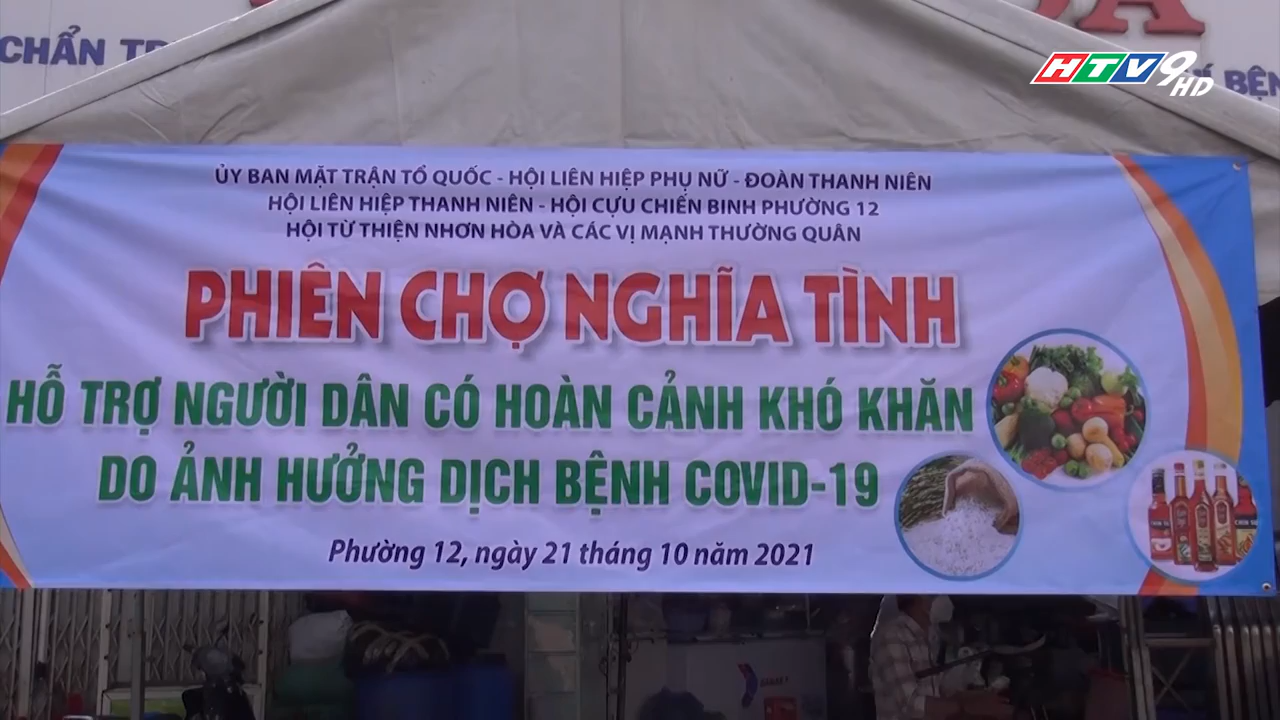 CHẨN
HTV9
HD
BỆN
ỦY BAN MẶT TRẬN TỔ QUỐC - HỘI LIÊN HIỆP PHỤ NỮ - ĐOÀN THANH NIÊN
HỘI LIÊN HIỆP THANH NIÊN - HỘI CỰU CHIẾN BINH PHƯỜNG 12
HỘI TỪ THIỆN NHƠN HÒA VÀ CÁC VỊ MẠNH THƯỜNG QUÂN
PHIÊN CHỢ NGHĨA TÌNH
HỖ TRỢ NGƯỜI DÂN CÓ HOÀN CẢNH KHÓ KHĂN
DO ẢNH HƯỞNG DỊCH BỆNH COVID-19
Phường 12, ngày 21 tháng 10 năm 2021